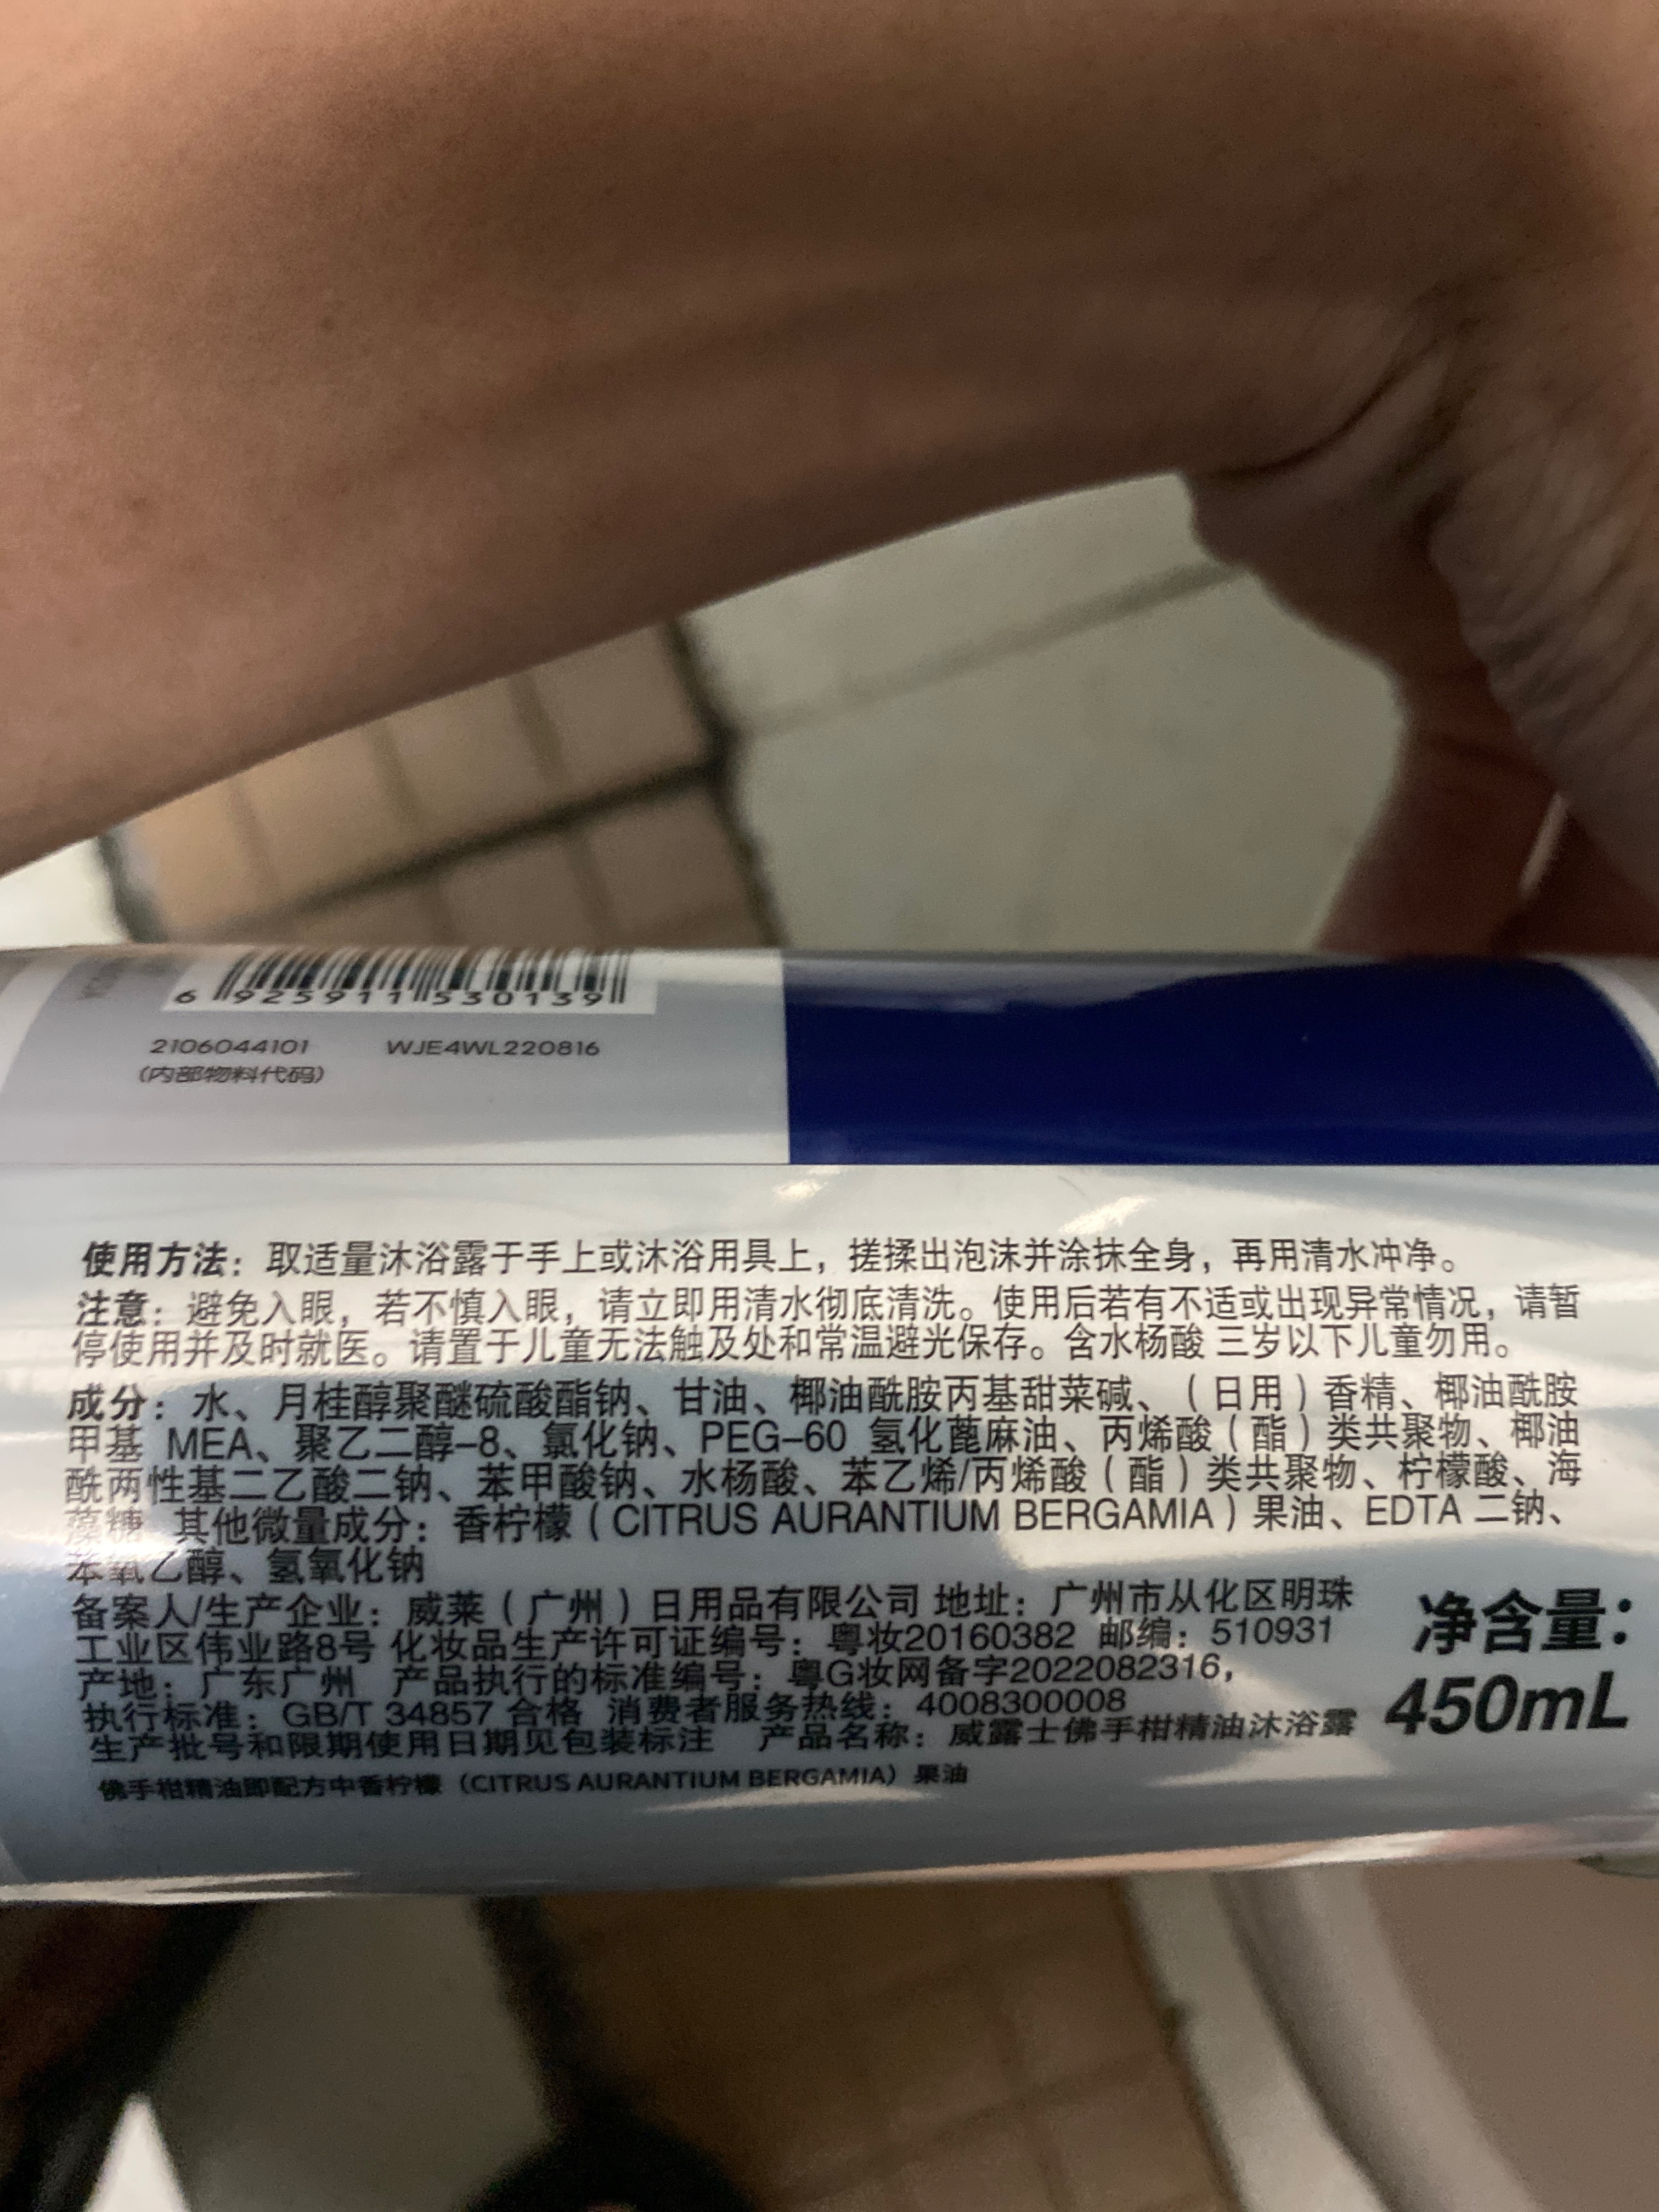 6 925911 530139
2106044101 WJE4WL220816
(内部物料代码)
使用方法：取适量沐浴露于手上或沐浴用具上，搓揉出泡沫并涂抹全身，再用清水冲净。
注意：避免入眼，若不慎入眼，请立即用清水彻底清洗。使用后若有不适或出现异常情况，请暂
停使用并及时就医。请置于儿童无法触及处和常温避光保存。含水杨酸 三岁以下儿童勿用。
成分：水、月桂醇聚醚硫酸酯钠、甘油、椰油酰胺丙基甜菜碱、（日用）香精、椰油酰胺
甲基 MEA、聚乙二醇-8、氯化钠、PEG-60 氢化蓖麻油、丙烯酸（酯）类共聚物、椰油
酰两性基二乙酸二钠、苯甲酸钠、水杨酸、苯乙烯/丙烯酸（酯）类共聚物、柠檬酸、海
藻糖 其他微量成分：香柠檬（CITRUS AURANTIUM BERGAMIA）果油、EDTA 二钠、
苯氧乙醇、氢氧化钠
备案人/生产企业：威莱（广州）日用品有限公司 地址：广州市从化区明珠
工业区伟业路8号 化妆品生产许可证编号：粤妆20160382 邮编：510931
产地：广东广州 产品执行的标准编号：粤G妆网备字2022082316，
执行标准：GB/T 34857 合格 消费者服务热线：4008300008
生产批号和限期使用日期见包装标注 产品名称：威露士佛手柑精油沐浴露
佛手柑精油即配方中香柠檬（CITRUS AURANTIUM BERGAMIA）果油
净含量：
450mL